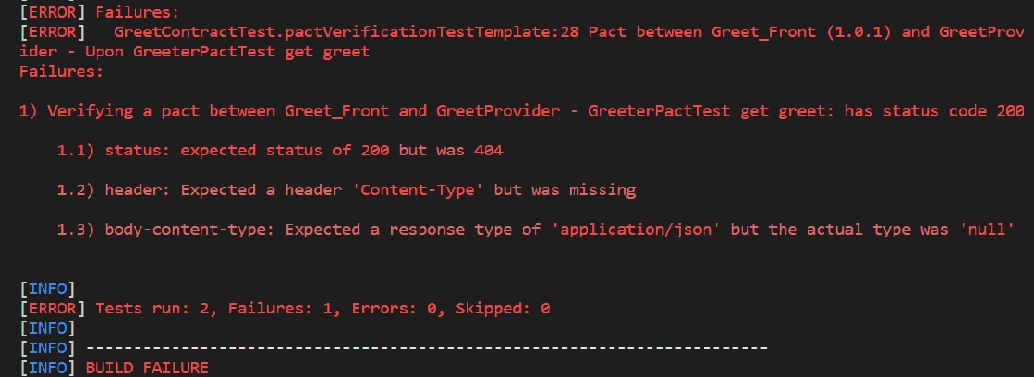 [ERROR] Failures:
[ERROR]   GreetContractTest.pactVerificationTestTemplate:28 Pact between Greet_Front (1.0.1) and GreetProv
ider - Upon GreeterPactTest get greet
Failures:
1) Verifying a pact between Greet_Front and GreetProvider - GreeterPactTest get greet: has status code 200
1.1) status: expected status of 200 but was 404
1.2) header: Expected a header 'Content-Type' but was missing
1.3) body-content-type: Expected a response type of 'application/json' but the actual type was 'null'
[INFO]
[ERROR] Tests run: 2, Failures: 1, Errors: 0, Skipped: 0
[INFO]
[INFO] ------------------------------------------------------------------------
[INFO] BUILD FAILURE